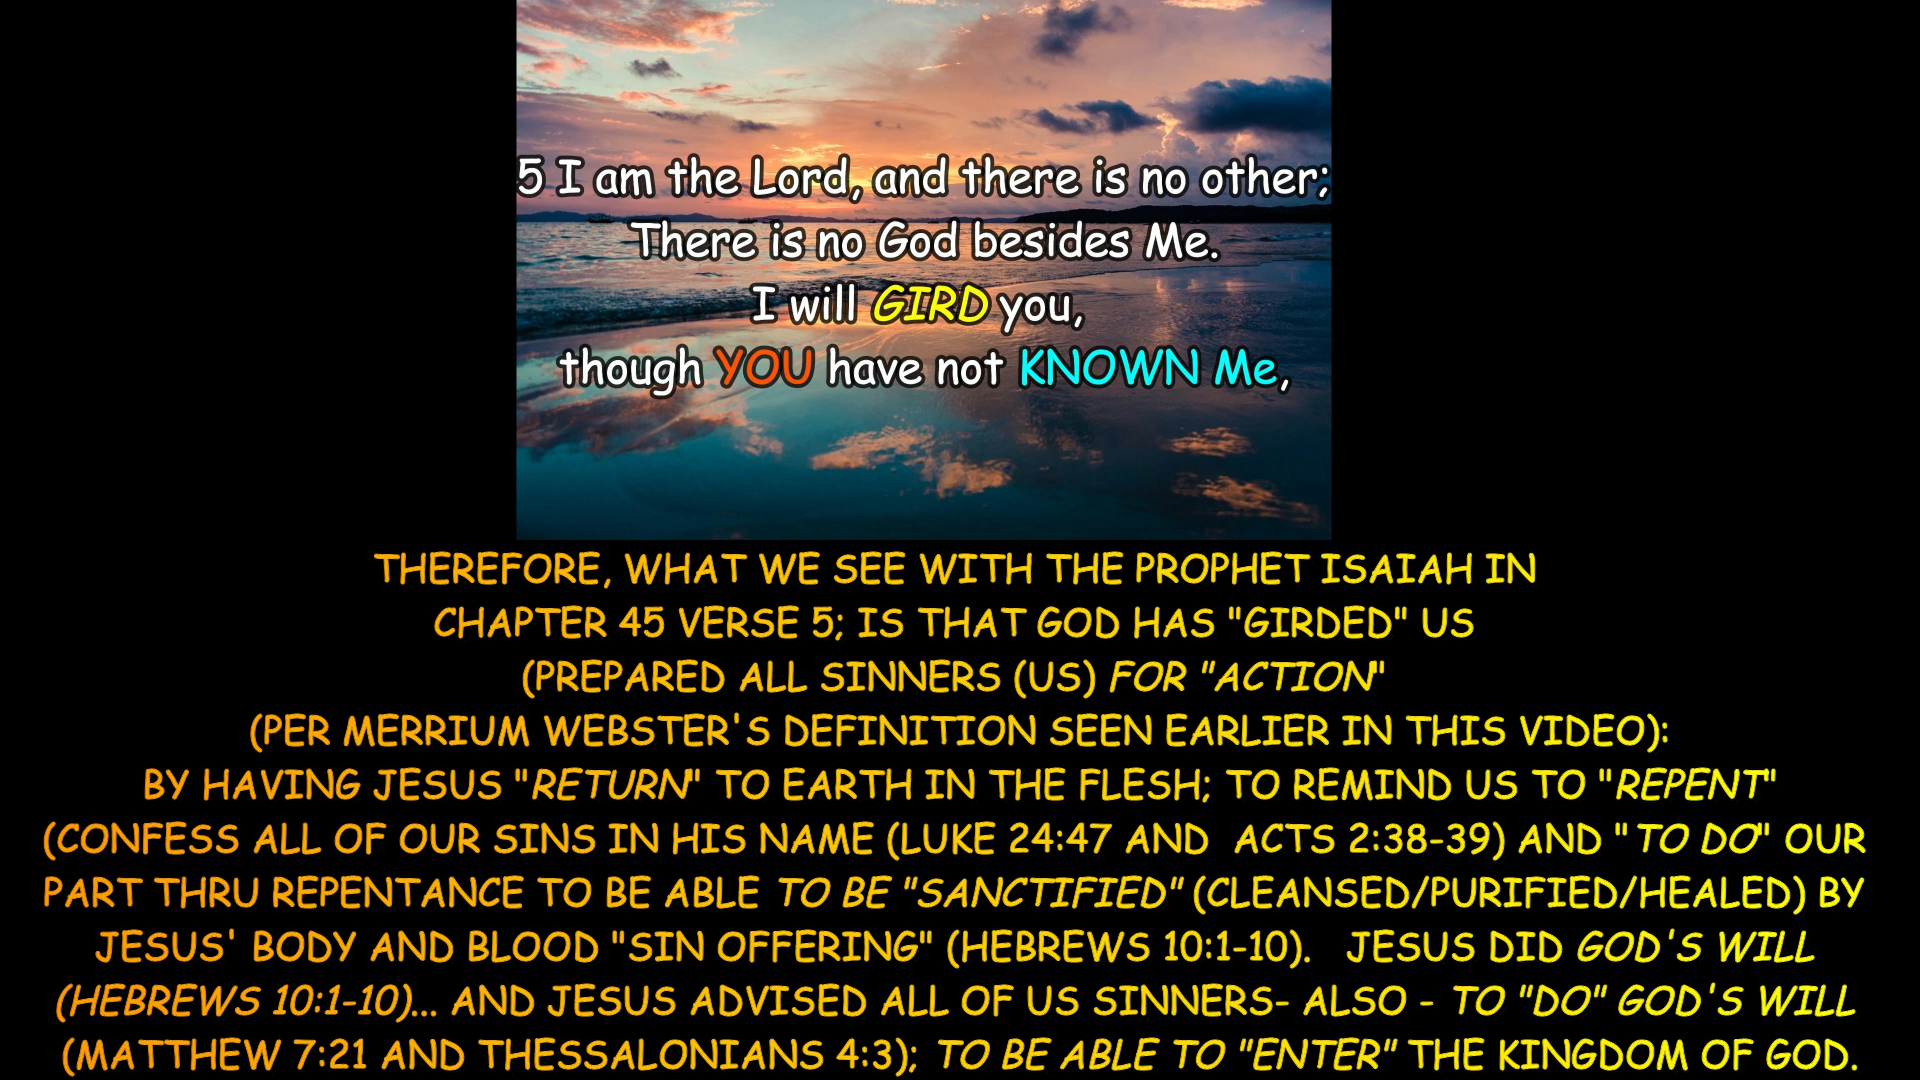 5 I am the Lord, and there is no other;
There is no God besides Me.
I will GIRD you,
though YOU have not KNOWN Me,
THEREFORE, WHAT WE SEE WITH THE PROPHET ISAIAH IN
CHAPTER 45 VERSE 5; IS THAT GOD HAS "GIRDED" US
(PREPARED ALL SINNERS (US) FOR "ACTION"
(PER MERRIUM WEBSTER'S DEFINITION SEEN EARLIER IN THIS VIDEO):
BY HAVING JESUS "RETURN" TO EARTH IN THE FLESH; TO REMIND US TO "REPENT"
(CONFESS ALL OF OUR SINS IN HIS NAME (LUKE 24:47 AND  ACTS 2:38-39) AND "TO DO" OUR
PART THRU REPENTANCE TO BE ABLE TO BE "SANCTIFIED" (CLEANSED/PURIFIED/HEALED) BY
JESUS' BODY AND BLOOD "SIN OFFERING" (HEBREWS 10:1-10).   JESUS DID GOD'S WILL
(HEBREWS 10:1-10)... AND JESUS ADVISED ALL OF US SINNERS- ALSO - TO "DO" GOD'S WILL
(MATTHEW 7:21 AND THESSALONIANS 4:3); TO BE ABLE TO "ENTER" THE KINGDOM OF GOD.